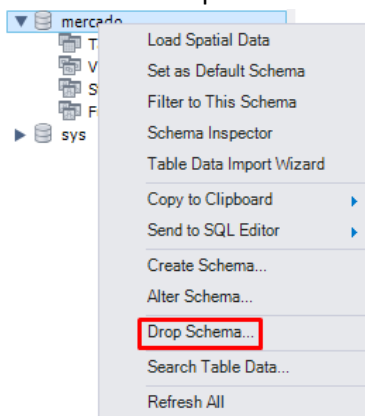 mercado
Load Spatial Data
Set as Default Schema
Filter to This Schema
Schema Inspector
Table Data Import Wizard
Copy to Clipboard
Send to SQL Editor
Create Schema...
Alter Schema...
Drop Schema...
Search Table Data...
Refresh All
T
V
S
F
sys